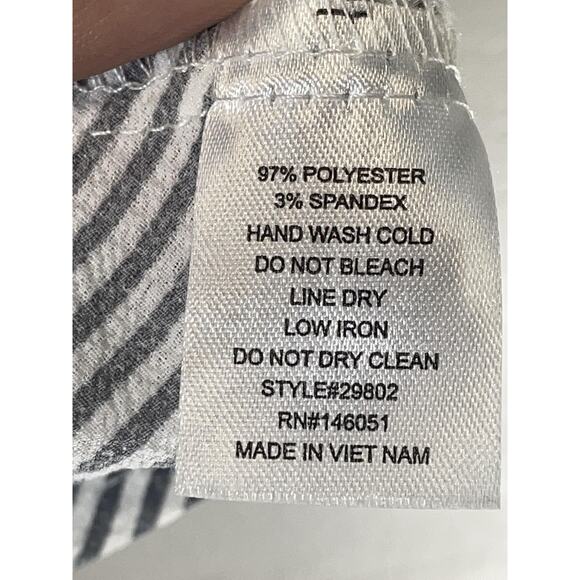 97% POLYESTER
3% SPANDEX
HAND WASH COLD
DO NOT BLEACH
LINE DRY
LOW IRON
DO NOT DRY CLEAN
STYLE#29802
RN#146051
MADE IN VIET NAM